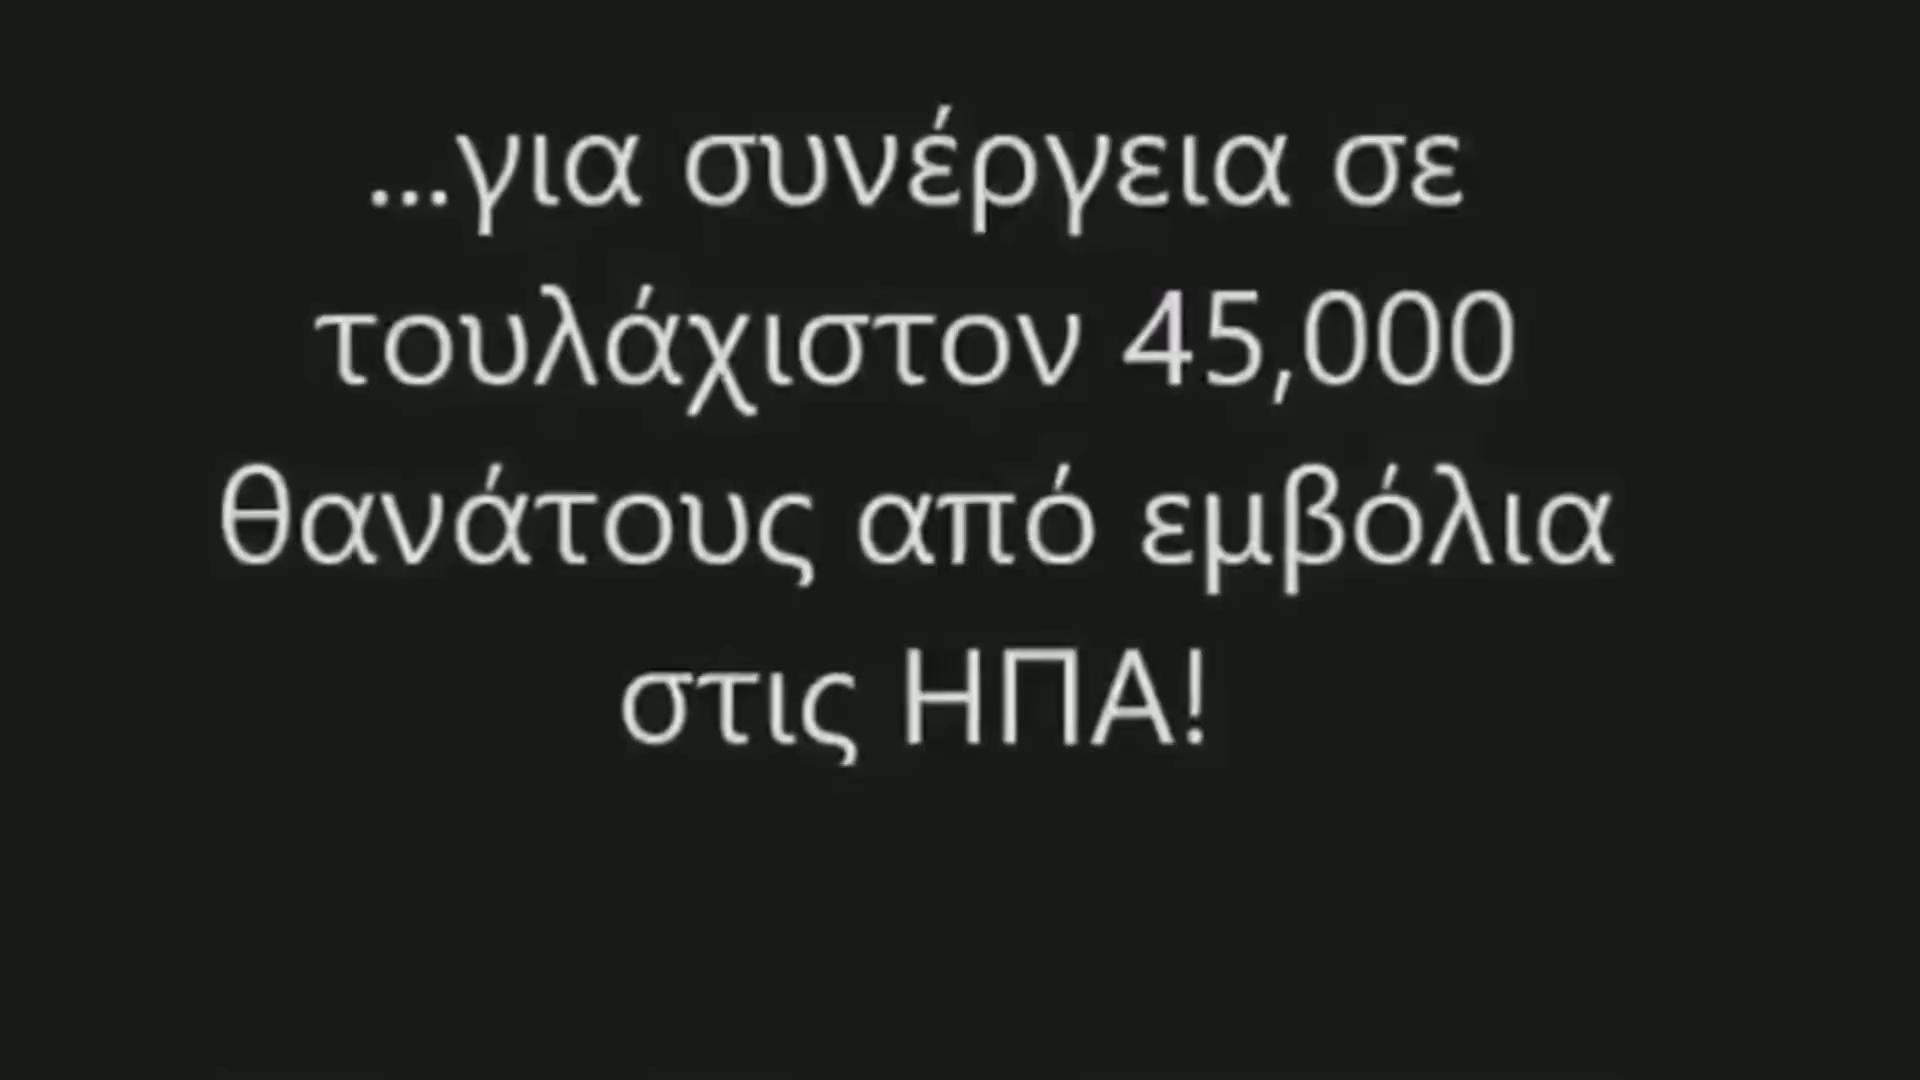 ...για συνέργεια σε
τουλάχιστον 45,000
θανάτους από εμβόλια
στις ΗΠΑ!